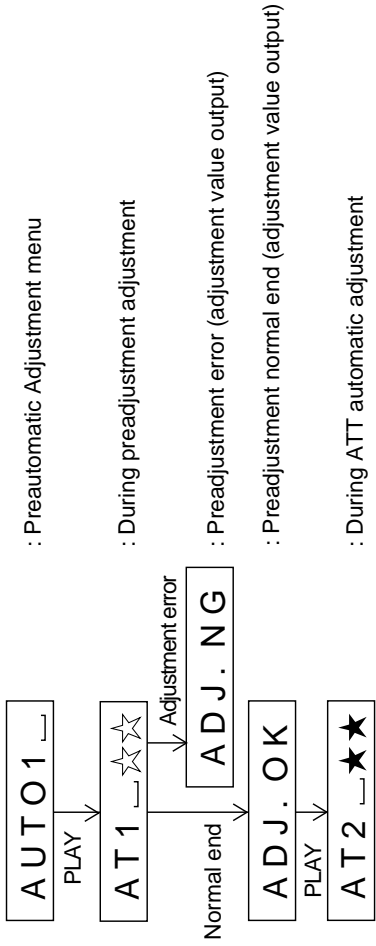 AUTO1⎵ : Preautomatic Adjustment menu
PLAY
AT1⎵☆☆ : During preadjustment adjustment
Adjustment error
ADJ. NG : Preadjustment error (adjustment value output)
Normal end
ADJ. OK : Preadjustment normal end (adjustment value output)
PLAY
AT2⎵★★ : During ATT automatic adjustment